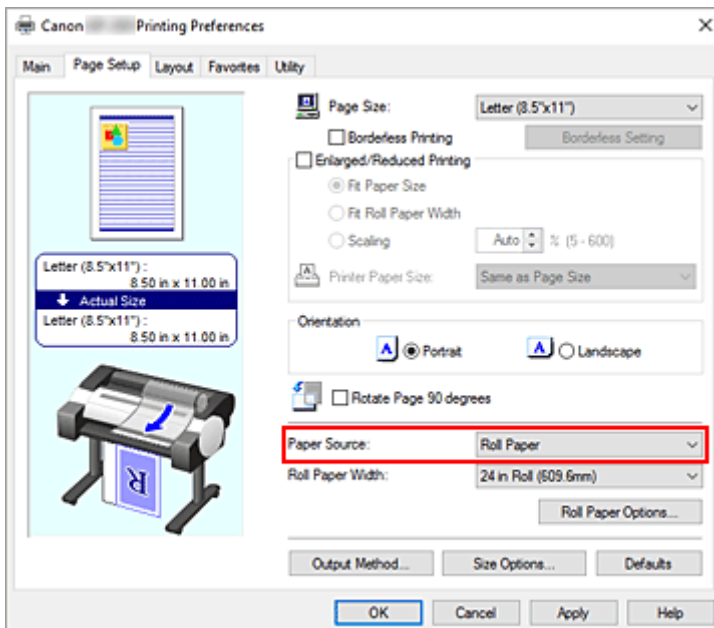 Canon Printing Preferences
Main Page Setup Layout Favorites Utility
Page Size: Letter (8.5"x11")
Borderless Printing Borderless Setting
Enlarged/Reduced Printing
Fit Paper Size
Fit Roll Paper Width
Scaling Auto % (5 - 600)
Printer Paper Size: Same as Page Size
Letter (8.5"x11") :
8.50 in x 11.00 in
Actual Size
Letter (8.5"x11") :
8.50 in x 11.00 in
Orientation
A Portrait A Landscape
Rotate Page 90 degrees
Paper Source: Roll Paper
Roll Paper Width: 24 in Roll (609.6mm)
Roll Paper Options...
R
Output Method... Size Options... Defaults
OK Cancel Apply Help